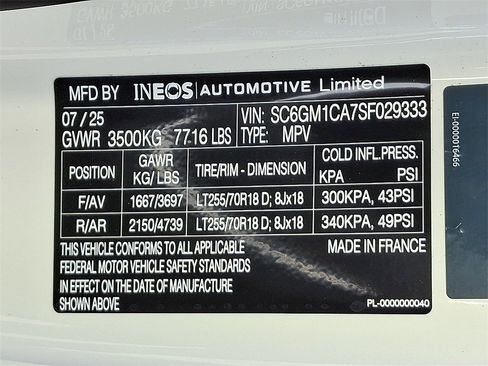 MFD BY INEOS AUTOMOTIVE Limited
07 / 25 VIN: SC6GM1CA7SF029333
GVWR 3500KG 7716 LBS TYPE: MPV
POSITION GAWR KG/ LBS TIRE/RIM - DIMENSION COLD INFL.PRESS. KPA PSI
F/AV 1667/3697 LT255/70R18 D; 8Jx18 300KPA, 43PSI
R/AR 2150/4739 LT255/70R18 D; 8Jx18 340KPA, 49PSI
THIS VEHICLE CONFORMS TO ALL APPLICABLE MADE IN FRANCE
FEDERAL MOTOR VEHICLE SAFETY STANDARDS
IN EFFECT ON THE DATE OF MANUFACTURE
SHOWN ABOVE PL-0000000040
EI-0000016466